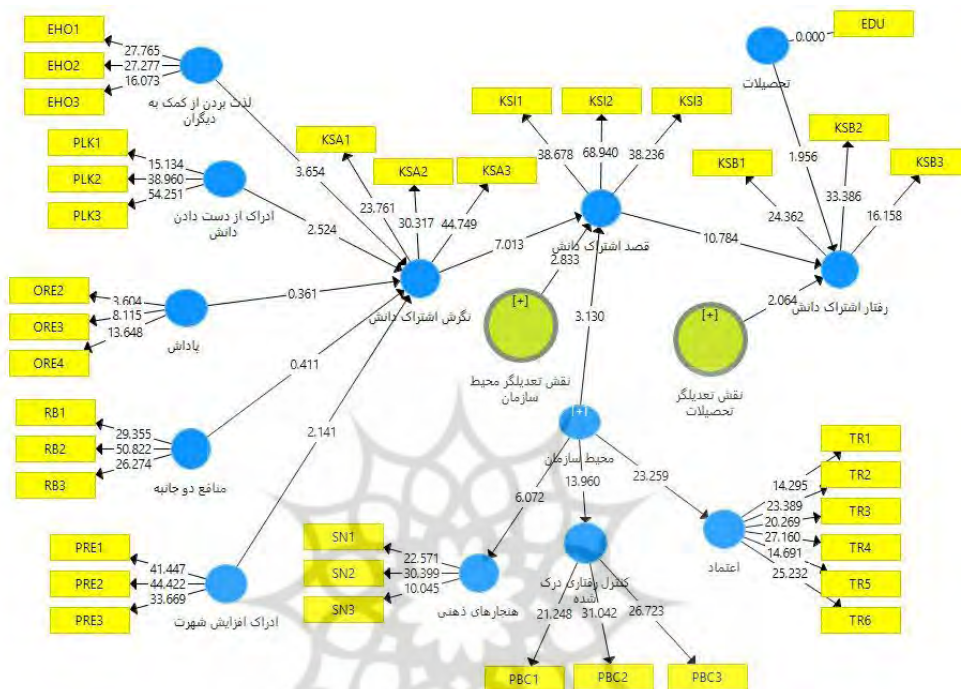 EHO1
27.765
EHO2
27.277
EHO3
16.073
لذت بردن از کمک به
دیگران
PLK1
15.134
PLK2
38.960
PLK3
54.251
ادراک از دست دادن
دانش
ORE2
3.604
ORE3
8.115
ORE4
13.648
پاداش
RB1
29.355
RB2
50.822
RB3
26.274
منافع دو جانبه
PRE1
41.447
PRE2
44.422
PRE3
33.669
ادراک افزایش شهرت
3.654
2.524
0.361
0.411
2.141
KSA1
KSA2
KSA3
23.761
30.317
44.749
نگرش اشتراک دانش
7.013
KSI1
KSI2
KSI3
38.678
68.940
38.236
قصد اشتراک دانش
2.833
3.130
10.784
[+]
نقش تعدیلگر محیط
سازمان
EDU
0.000
تحصیلات
1.956
KSB1
KSB2
KSB3
24.362
33.386
16.158
رفتار اشتراک دانش
2.064
[+]
نقش تعدیلگر
تحصیلات
[+]
محیط سازمان
6.072
13.960
23.259
SN1
22.571
SN2
30.399
SN3
10.045
هنجارهای ذهنی
کنترل رفتاری درک
شده
21.248
31.042
26.723
PBC1
PBC2
PBC3
اعتماد
TR1
14.295
TR2
23.389
TR3
20.269
TR4
27.160
TR5
14.691
TR6
25.232